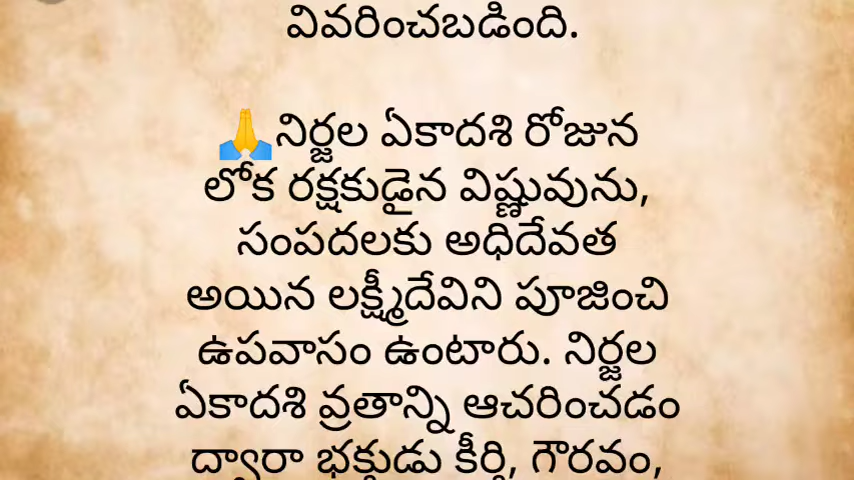 వివరించబడింది.
🙏నిర్జల ఏకాదశి రోజున
లోక రక్షకుడైన విష్ణువును,
సంపదలకు అధిదేవత
అయిన లక్ష్మీదేవిని పూజించి
ఉపవాసం ఉంటారు. నిర్జల
ఏకాదశి వ్రతాన్ని ఆచరించడం
ద్వారా భక్తుడు కీర్తి, గౌరవం,